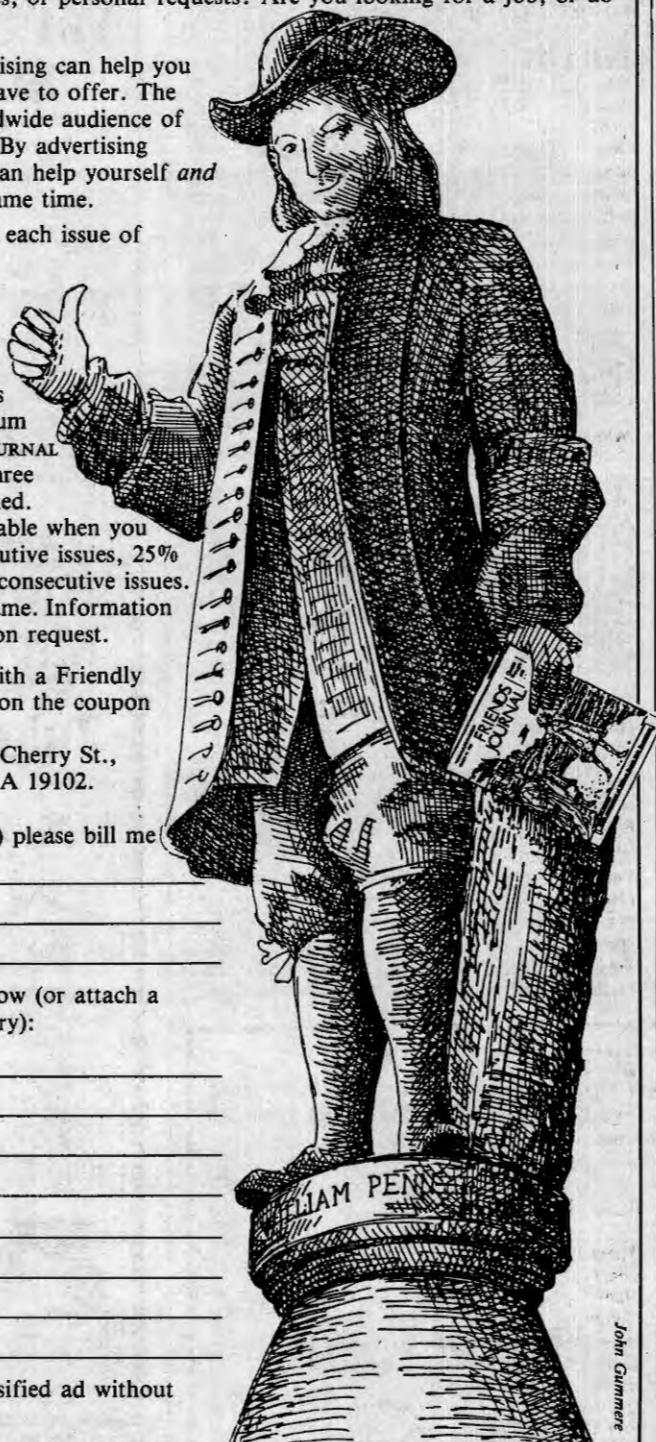 s, or personal requests? Are you looking for a job, or do
ising can help you
ave to offer. The
dwide audience of
By advertising
an help yourself and
ame time.
each issue of
s
um
URNAL
hree
ed.
able when you
utive issues, 25%
consecutive issues.
me. Information
on request.
ith a Friendly
on the coupon
Cherry St.,
A 19102.
) please bill me
ow (or attach a
ry):
sified ad without
FRIENDS
JOURNAL
LIAM PENN
John Gummere